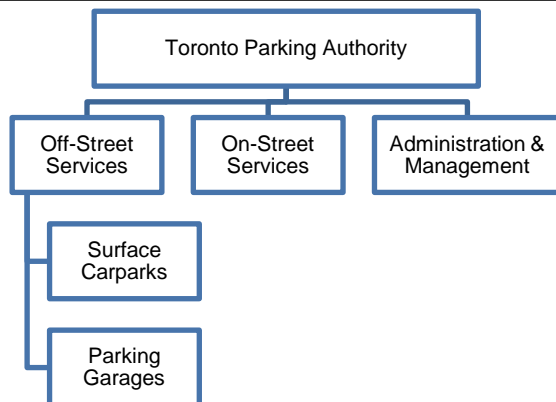 Toronto Parking Authority
Off-Street
Services
On-Street
Services
Administration &
Management
Surface
Carparks
Parking
Garages